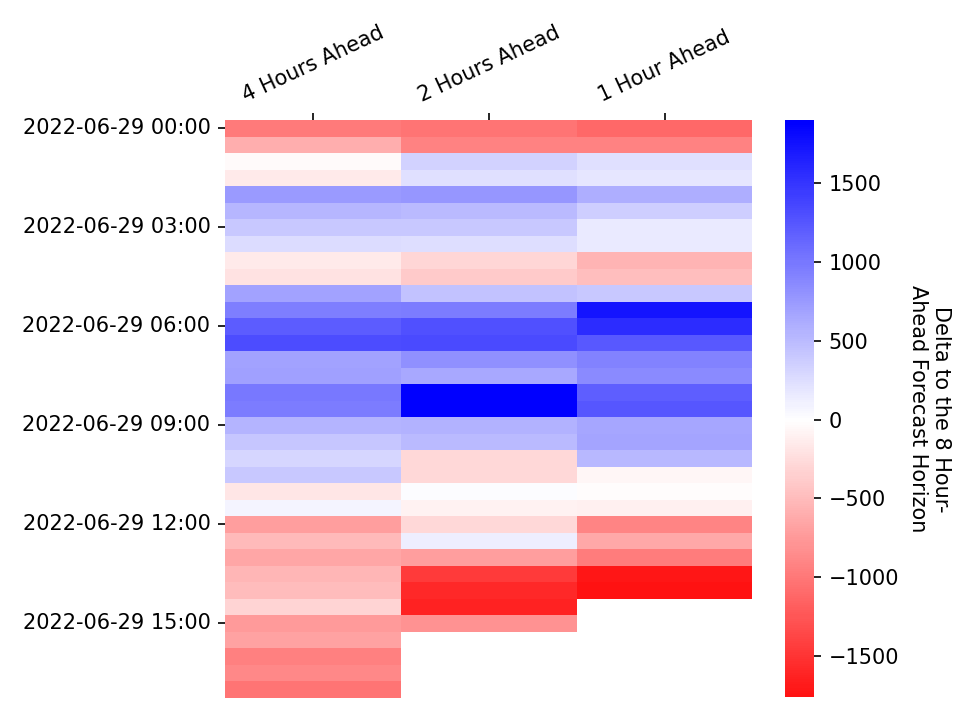 4 Hours Ahead
2 Hours Ahead
1 Hour Ahead
2022-06-29 00:00
2022-06-29 03:00
2022-06-29 06:00
2022-06-29 09:00
2022-06-29 12:00
2022-06-29 15:00
1500
1000
500
0
−500
−1000
−1500
Delta to the 8 Hour-
Ahead Forecast Horizon